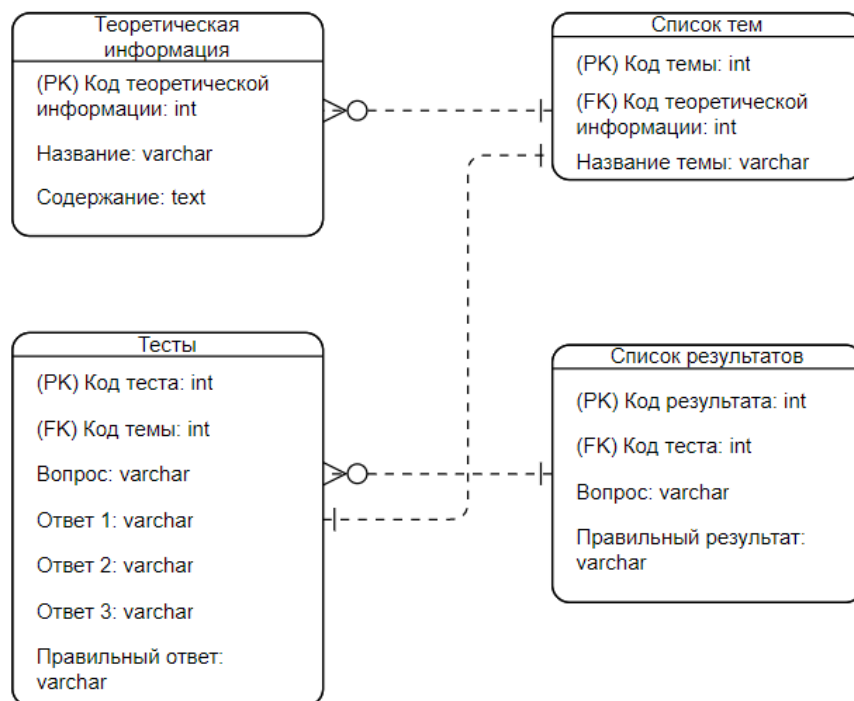 Теоретическая
информация
(PK) Код теоретической
информации: int
Название: varchar
Содержание: text
Список тем
(PK) Код темы: int
(FK) Код теоретической
информации: int
Название темы: varchar
Тесты
(PK) Код теста: int
(FK) Код темы: int
Вопрос: varchar
Ответ 1: varchar
Ответ 2: varchar
Ответ 3: varchar
Правильный ответ:
varchar
Список результатов
(PK) Код результата: int
(FK) Код теста: int
Вопрос: varchar
Правильный результат:
varchar